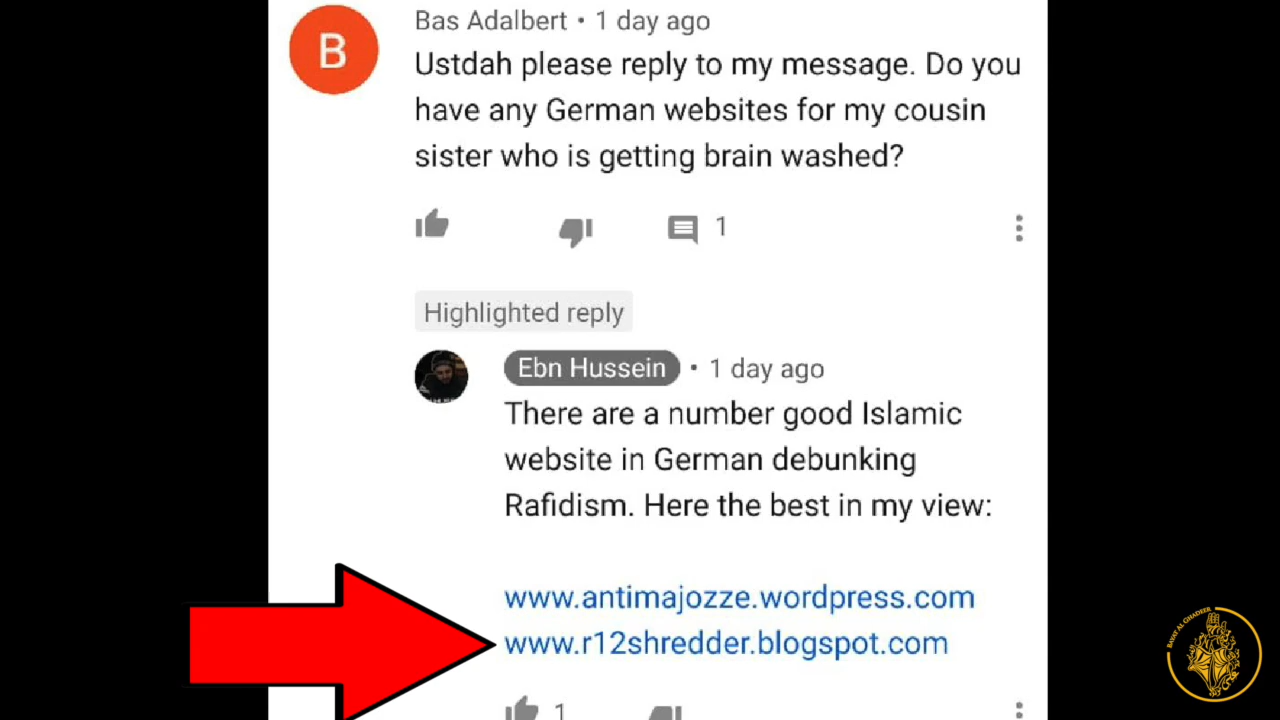 Bas Adalbert • 1 day ago
B
Ustdah please reply to my message. Do you
have any German websites for my cousin
sister who is getting brain washed?
1
Highlighted reply
Ebn Hussein • 1 day ago
There are a number good Islamic
website in German debunking
Rafidism. Here the best in my view:
www.antimajozze.wordpress.com
www.r12shredder.blogspot.com
1
BAYAT AL GHADEER